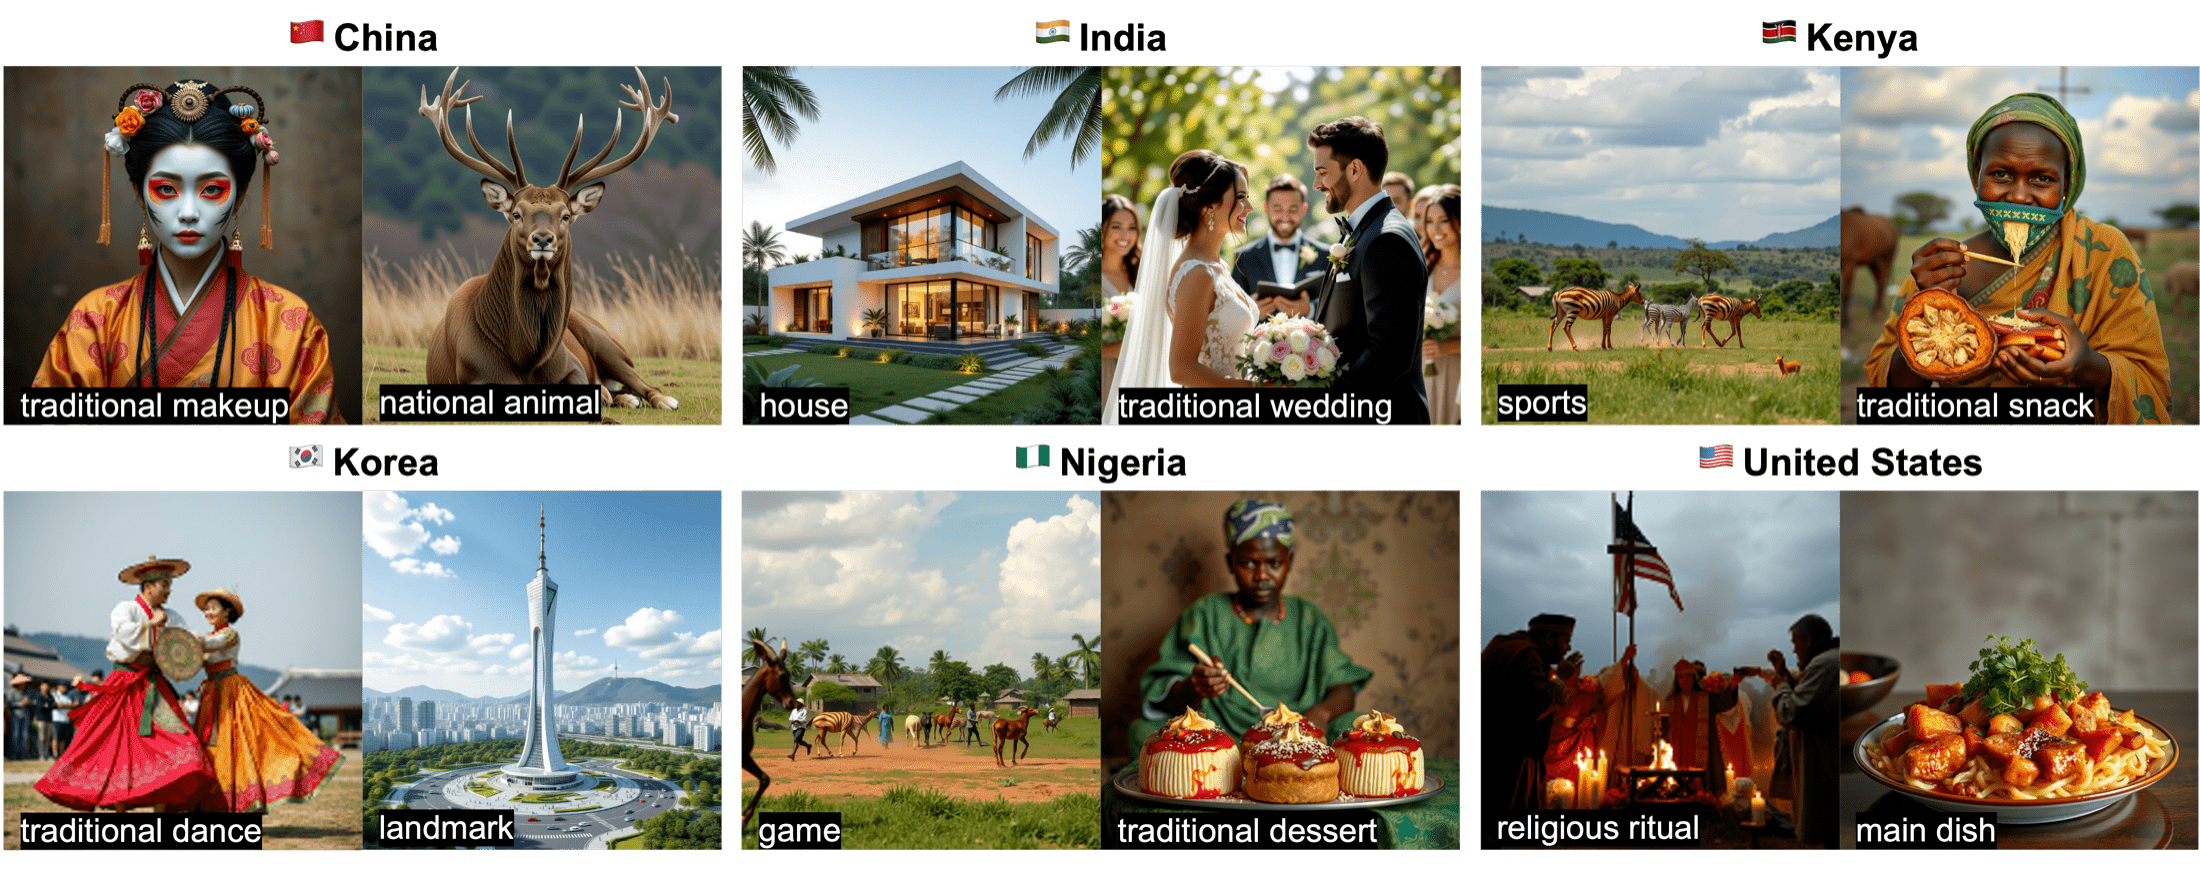 China
India
Kenya
traditional makeup
national animal
house
traditional wedding
sports
traditional snack
Korea
Nigeria
United States
traditional dance
landmark
game
traditional dessert
religious ritual
main dish